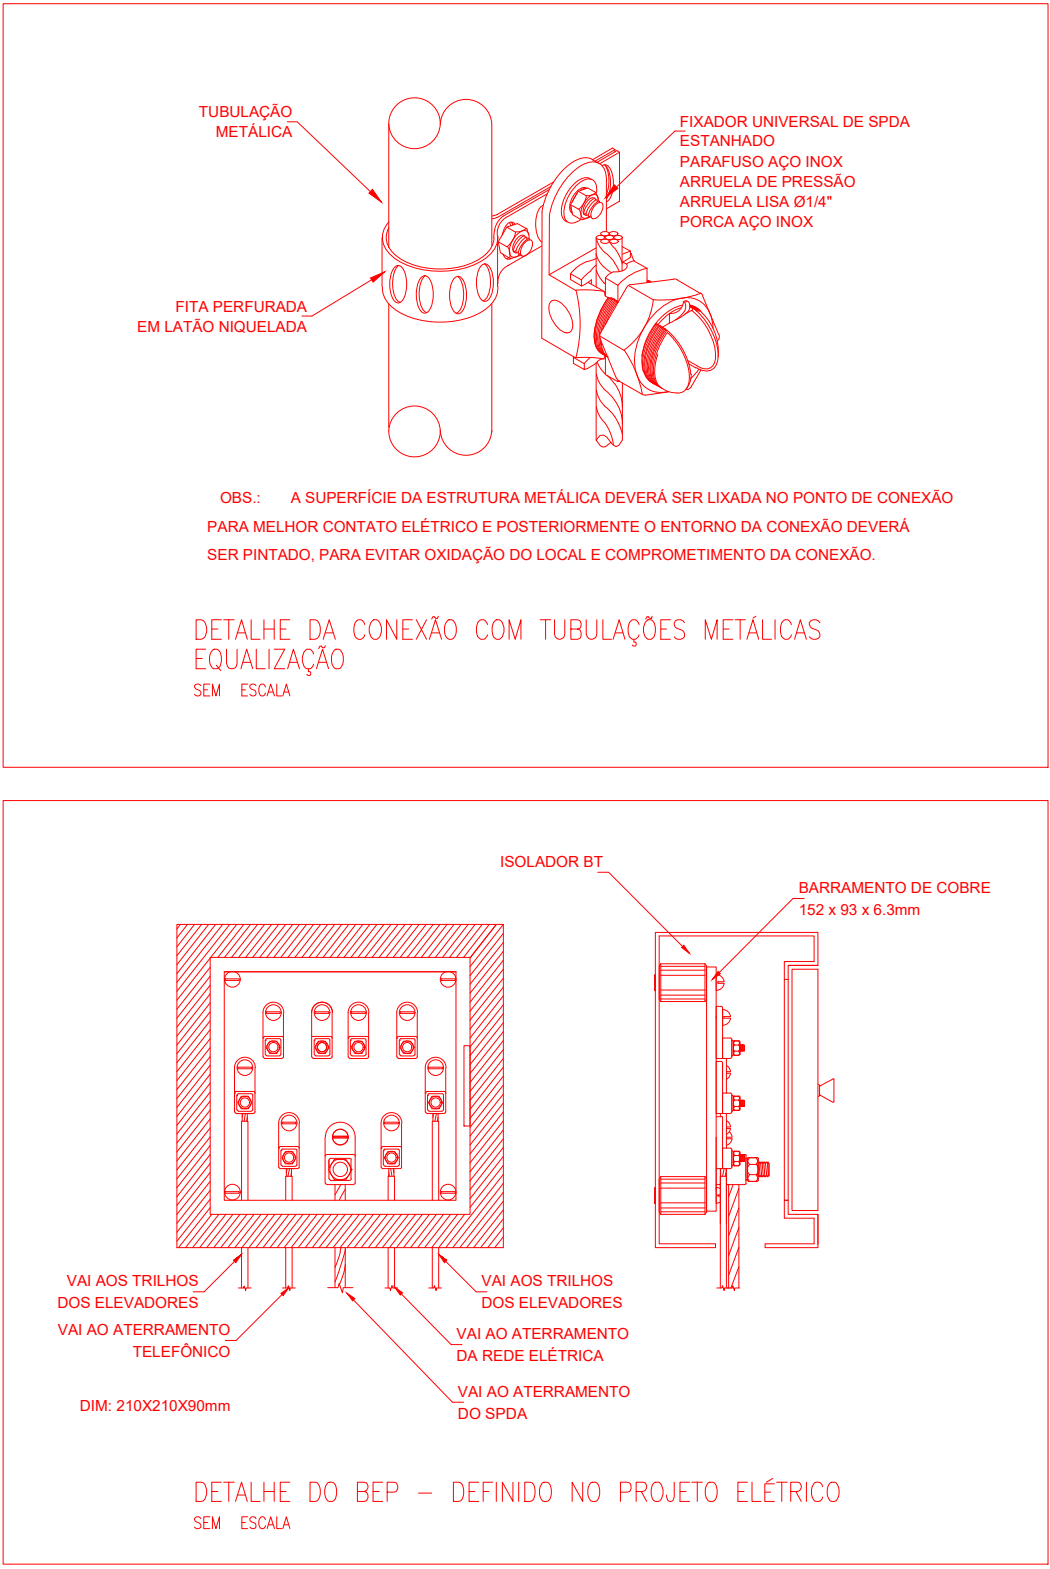 TUBULAÇÃO
METÁLICA
FIXADOR UNIVERSAL DE SPDA
ESTANHADO
PARAFUSO AÇO INOX
ARRUELA DE PRESSÃO
ARRUELA LISA Ø1/4"
PORCA AÇO INOX
FITA PERFURADA
EM LATÃO NIQUELADA
OBS.: A SUPERFÍCIE DA ESTRUTURA METÁLICA DEVERÁ SER LIXADA NO PONTO DE CONEXÃO
PARA MELHOR CONTATO ELÉTRICO E POSTERIORMENTE O ENTORNO DA CONEXÃO DEVERÁ
SER PINTADO, PARA EVITAR OXIDAÇÃO DO LOCAL E COMPROMETIMENTO DA CONEXÃO.
DETALHE DA CONEXÃO COM TUBULAÇÕES METÁLICAS
EQUALIZAÇÃO
SEM ESCALA
ISOLADOR BT
BARRAMENTO DE COBRE
152 x 93 x 6.3mm
VAI AOS TRILHOS
DOS ELEVADORES
VAI AO ATERRAMENTO
TELEFÔNICO
VAI AOS TRILHOS
DOS ELEVADORES
VAI AO ATERRAMENTO
DA REDE ELÉTRICA
VAI AO ATERRAMENTO
DO SPDA
DIM: 210X210X90mm
DETALHE DO BEP – DEFINIDO NO PROJETO ELÉTRICO
SEM ESCALA